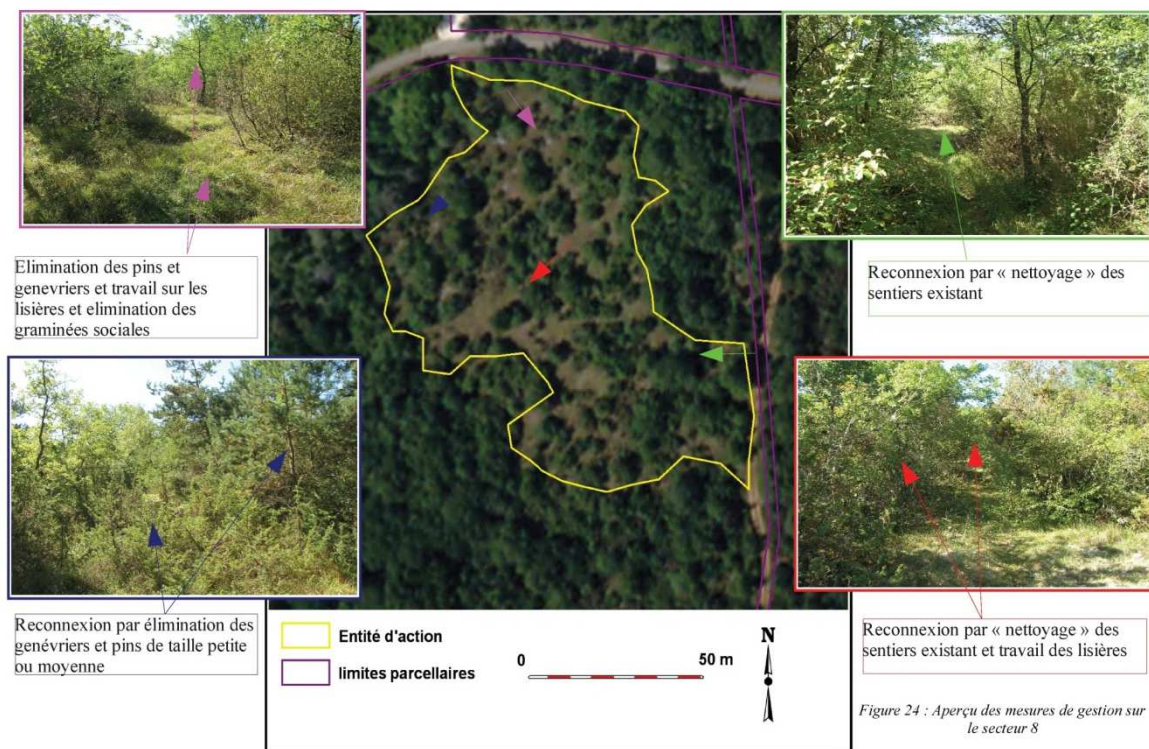 Elimination des pins et
genevriers et travail sur les
lisières et elimination des
graminées sociales
Reconnexion par « nettoyage » des
sentiers existant
Reconnexion par élimination des
genévriers et pins de taille petite
ou moyenne
Reconnexion par « nettoyage » des
sentiers existant et travail des lisières
Entité d'action
limites parcellaires
0
50 m
N
Figure 24 : Aperçu des mesures de gestion sur
le secteur 8